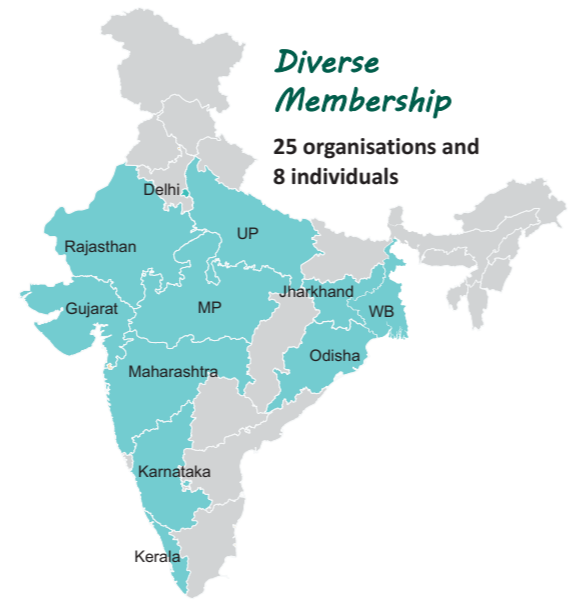 Diverse
Membership
25 organisations and
8 individuals
Delhi
UP
Rajasthan
Jharkhand
Gujarat
MP
WB
Odisha
Maharashtra
Karnataka
Kerala